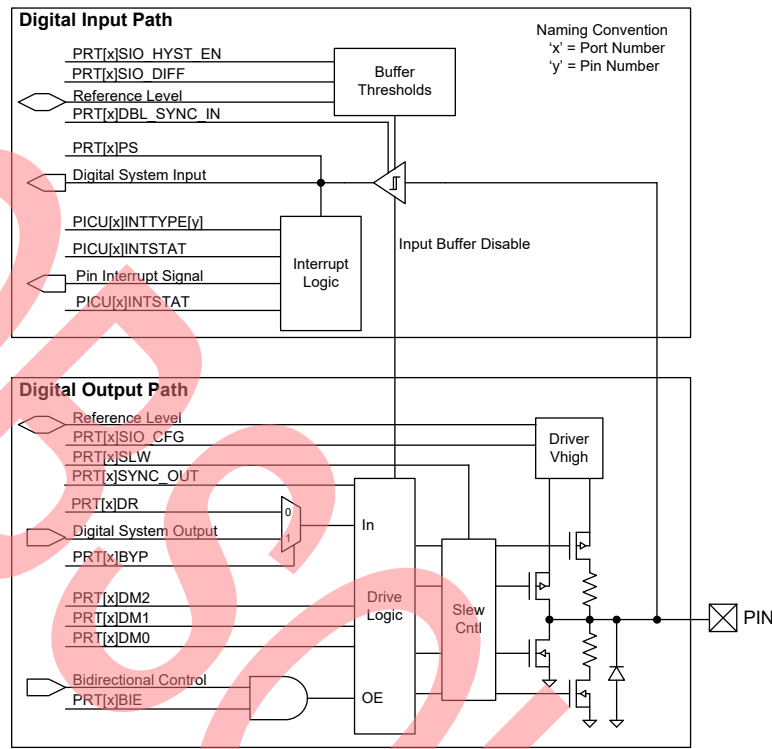 Digital Input Path
Naming Convention
'x' = Port Number
'y' = Pin Number
PRT[x]SIO_HYST_EN
PRT[x]SIO_DIFF
Reference Level
PRT[x]DBL_SYNC_IN
Buffer
Thresholds
PRT[x]PS
Digital System Input
PICU[x]INTTYPE[y]
PICU[x]INTSTAT
Pin Interrupt Signal
PICU[x]INTSTAT
Interrupt
Logic
Input Buffer Disable
Digital Output Path
Reference Level
PRT[x]SIO_CFG
PRT[x]SLW
PRT[x]SYNC_OUT
Driver
Vhigh
PRT[x]DR
0
Digital System Output
1
PRT[x]BYP
In
PRT[x]DM2
PRT[x]DM1
PRT[x]DM0
Drive
Logic
Slew
Cntl
PIN
Bidirectional Control
PRT[x]BIE
OE